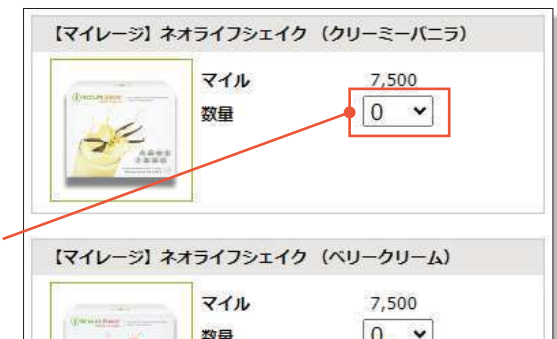 【マイレージ】ネオライフシェイク（クリーミーバニラ）
マイル 7,500
数量 0
【マイレージ】ネオライフシェイク（ベリークリーム）
マイル 7,500
数量 0